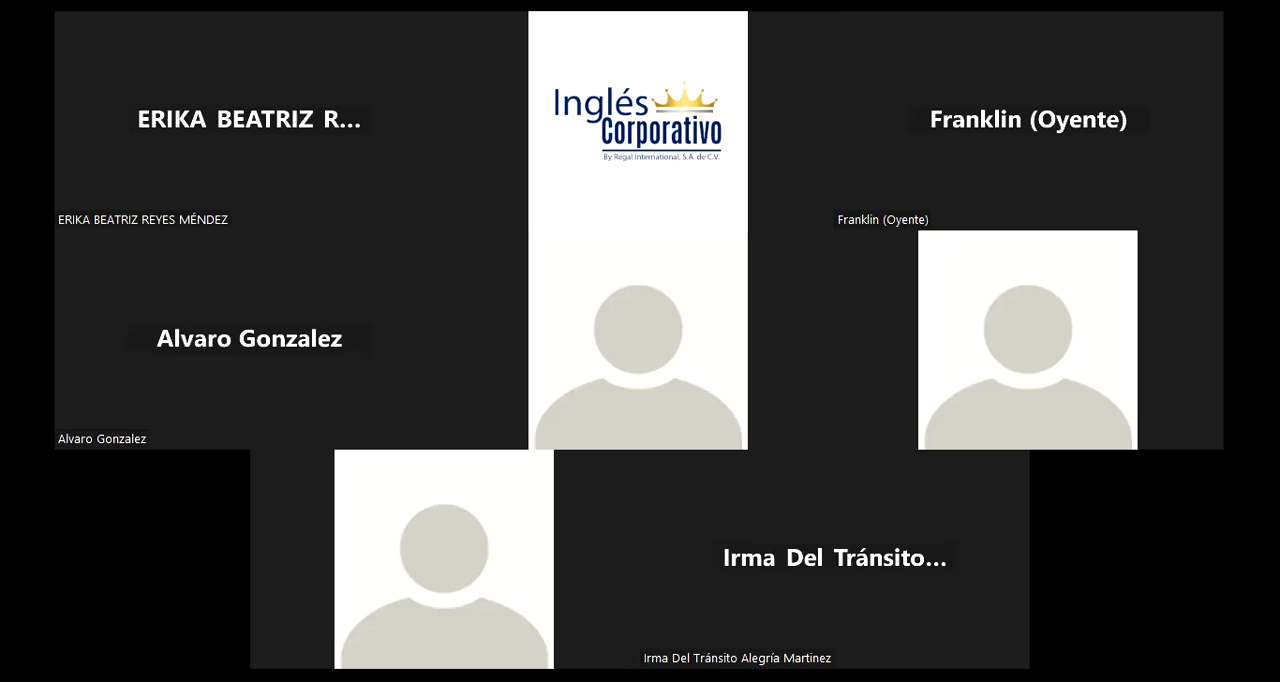 ERIKA BEATRIZ R...
ERIKA BEATRIZ REYES MÉNDEZ
Inglés
Corporativo
By Regal International, S.A. de C.V.
Franklin (Oyente)
Franklin (Oyente)
Alvaro Gonzalez
Alvaro Gonzalez
Irma Del Tránsito...
Irma Del Tránsito Alegría Martinez